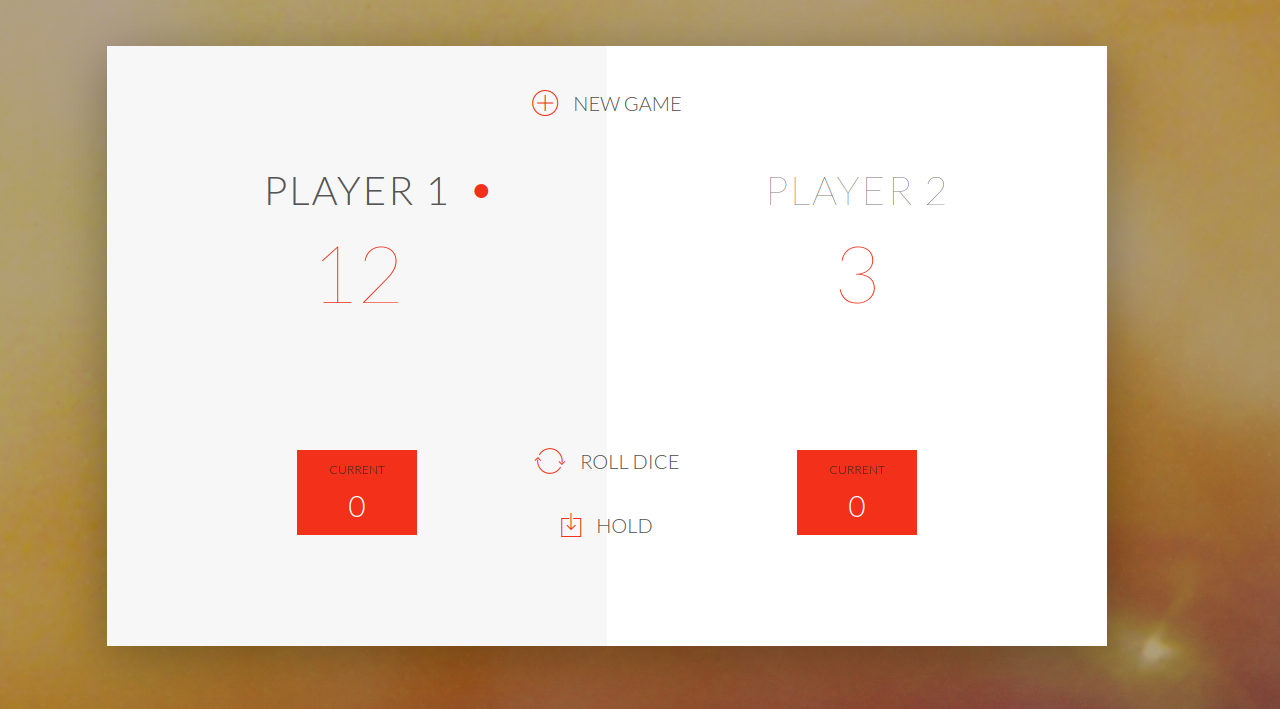 NEW GAME
PLAYER 1
12
PLAYER 2
3
CURRENT
0
ROLL DICE
HOLD
CURRENT
0